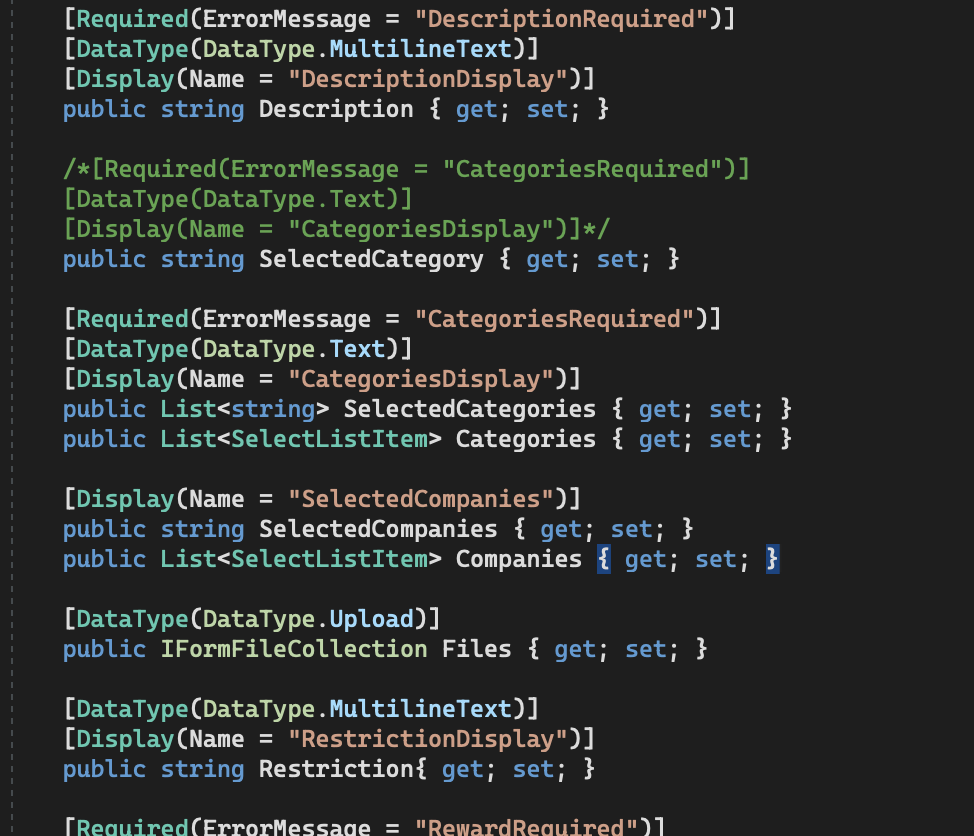 [Required(ErrorMessage = "DescriptionRequired")]
[DataType(DataType.MultilineText)]
[Display(Name = "DescriptionDisplay")]
public string Description { get; set; }
/*[Required(ErrorMessage = "CategoriesRequired")]
[DataType(DataType.Text)]
[Display(Name = "CategoriesDisplay")]*/
public string SelectedCategory { get; set; }
[Required(ErrorMessage = "CategoriesRequired")]
[DataType(DataType.Text)]
[Display(Name = "CategoriesDisplay")]
public List<string> SelectedCategories { get; set; }
public List<SelectListItem> Categories { get; set; }
[Display(Name = "SelectedCompanies")]
public string SelectedCompanies { get; set; }
public List<SelectListItem> Companies { get; set; }
[DataType(DataType.Upload)]
public IFormFileCollection Files { get; set; }
[DataType(DataType.MultilineText)]
[Display(Name = "RestrictionDisplay")]
public string Restriction{ get; set; }
[Required(ErrorMessage = "RewardRequired")]